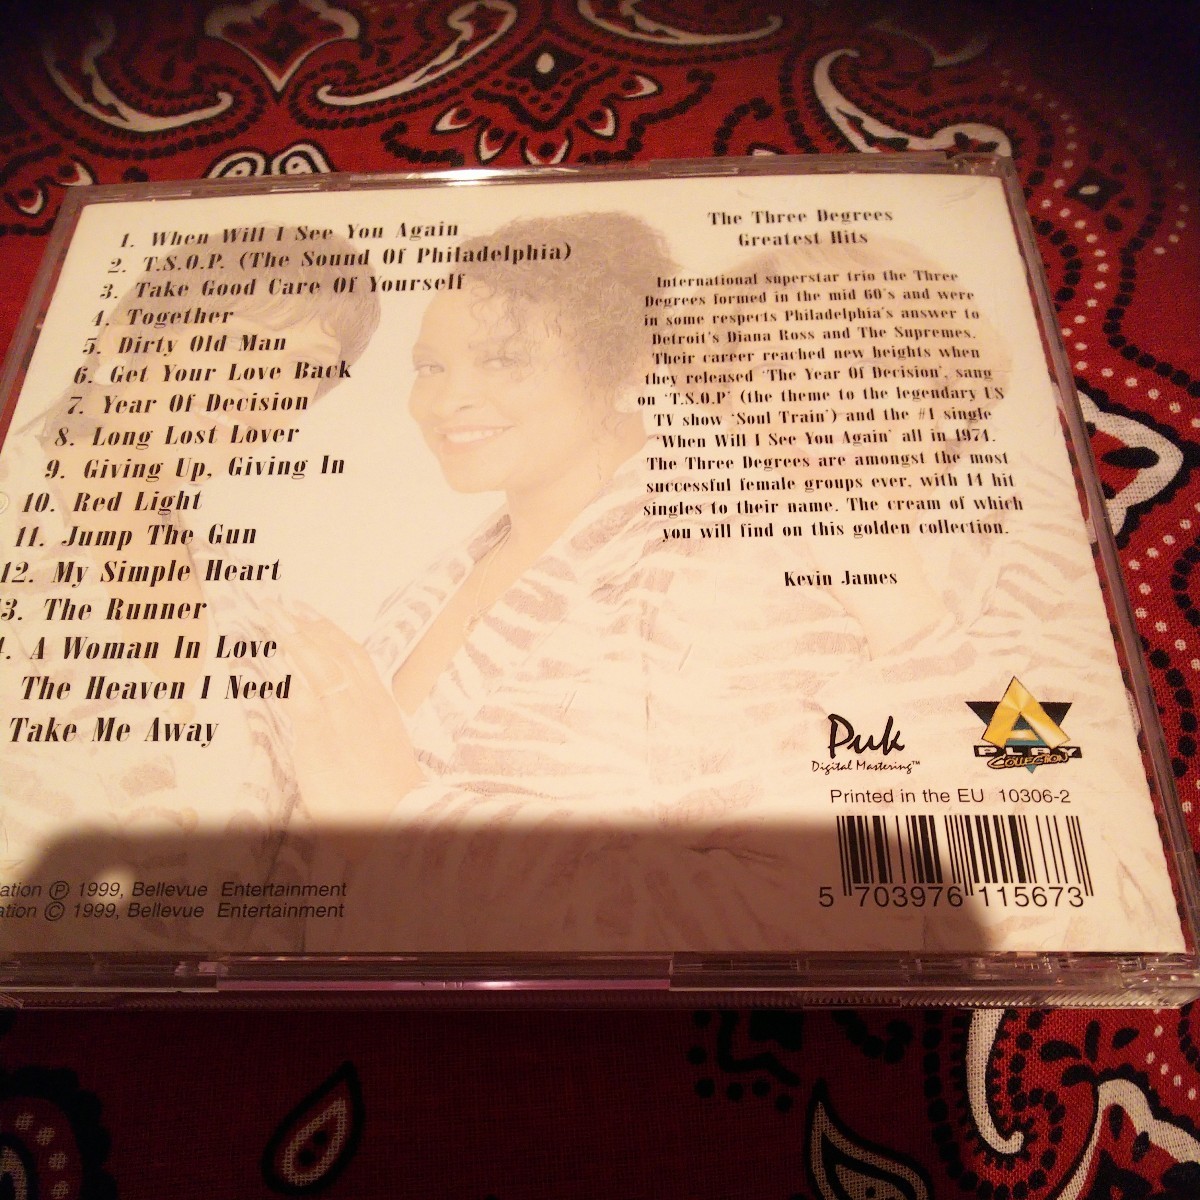 1. When Will I See You Again
2. T.S.O.P. (The Sound Of Philadelphia)
3. Take Good Care Of Yourself
4. Together
5. Dirty Old Man
6. Get Your Love Back
7. Year Of Decision
8. Long Lost Lover
9. Giving Up, Giving In
10. Red Light
11. Jump The Gun
12. My Simple Heart
3. The Runner
. A Woman In Love
The Heaven I Need
Take Me Away
The Three Degrees
Greatest Hits
International superstar trio the Three
Degrees formed in the mid 60's and were
in some respects Philadelphia's answer to
Detroit's Diana Ross and The Supremes.
Their career reached new heights when
they released 'The Year Of Decision', sang
on 'T.S.O.P' (the theme to the legendary US
TV show 'Soul Train') and the #1 single
'When Will I See You Again' all in 1974.
The Three Degrees are amongst the most
successful female groups ever, with 14 hit
singles to their name. The cream of which
you will find on this golden collection.
Kevin James
Puk
Digital Mastering™
A
PLAY
COLLECTION
Printed in the EU 10306-2
5 703976 115673
ation Ⓟ 1999, Bellevue Entertainment
ation © 1999, Bellevue Entertainment